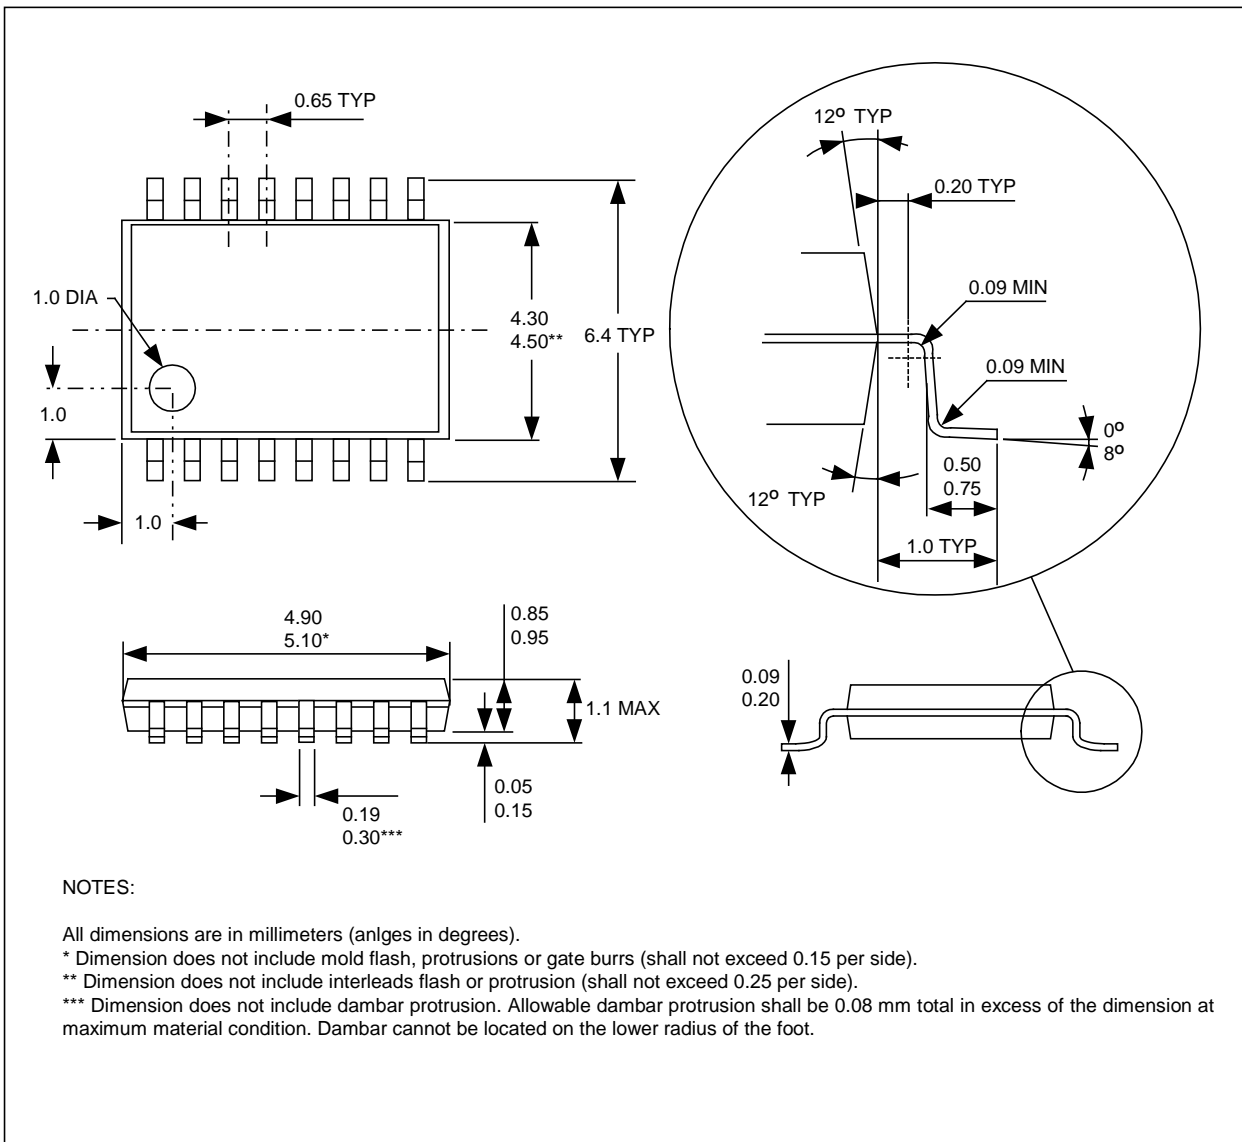 0.65 TYP
12º TYP
0.20 TYP
1.0 DIA
0.09 MIN
4.30
4.50**
6.4 TYP
0.09 MIN
1.0
0º
8º
0.50
0.75
12º TYP
1.0
1.0 TYP
4.90
5.10*
0.85
0.95
0.09
0.20
1.1 MAX
0.05
0.15
0.19
0.30***
NOTES:
All dimensions are in millimeters (anlges in degrees).
* Dimension does not include mold flash, protrusions or gate burrs (shall not exceed 0.15 per side).
** Dimension does not include interleads flash or protrusion (shall not exceed 0.25 per side).
*** Dimension does not include dambar protrusion. Allowable dambar protrusion shall be 0.08 mm total in excess of the dimension at
maximum material condition. Dambar cannot be located on the lower radius of the foot.